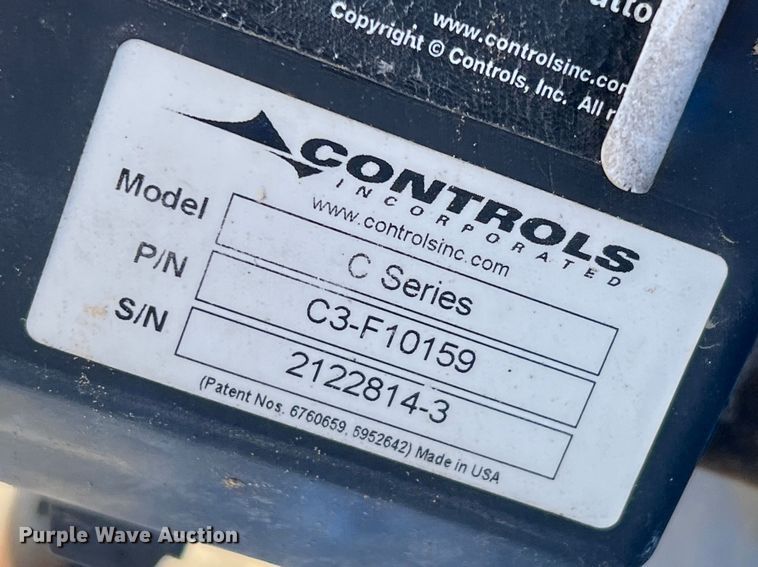 www.controlsinc.com
Copyright © Controls, Inc. All
CONTROLS
INCORPORATED
www.controlsinc.com
Model C Series
P/N C3-F10159
S/N 2122814-3
(Patent Nos. 6760659, 6952642) Made in USA
Purple Wave Auction